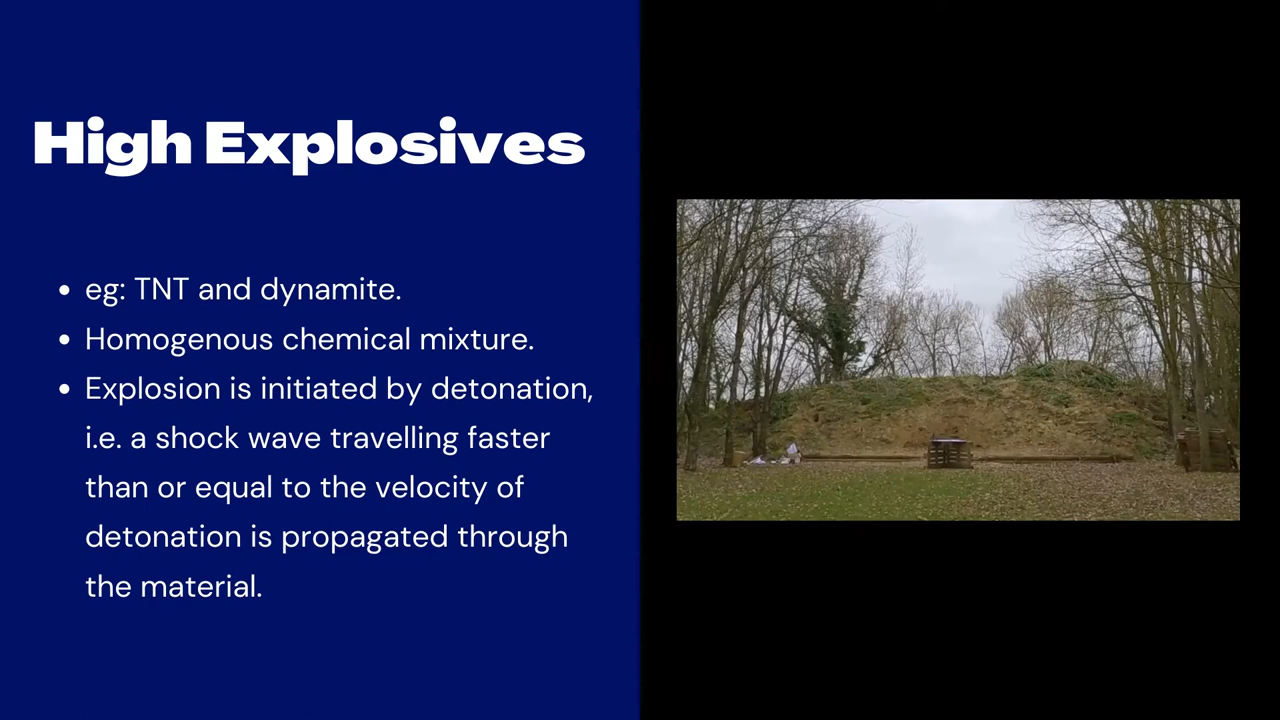 High Explosives
• eg: TNT and dynamite.
• Homogenous chemical mixture.
• Explosion is initiated by detonation,
i.e. a shock wave travelling faster
than or equal to the velocity of
detonation is propagated through
the material.